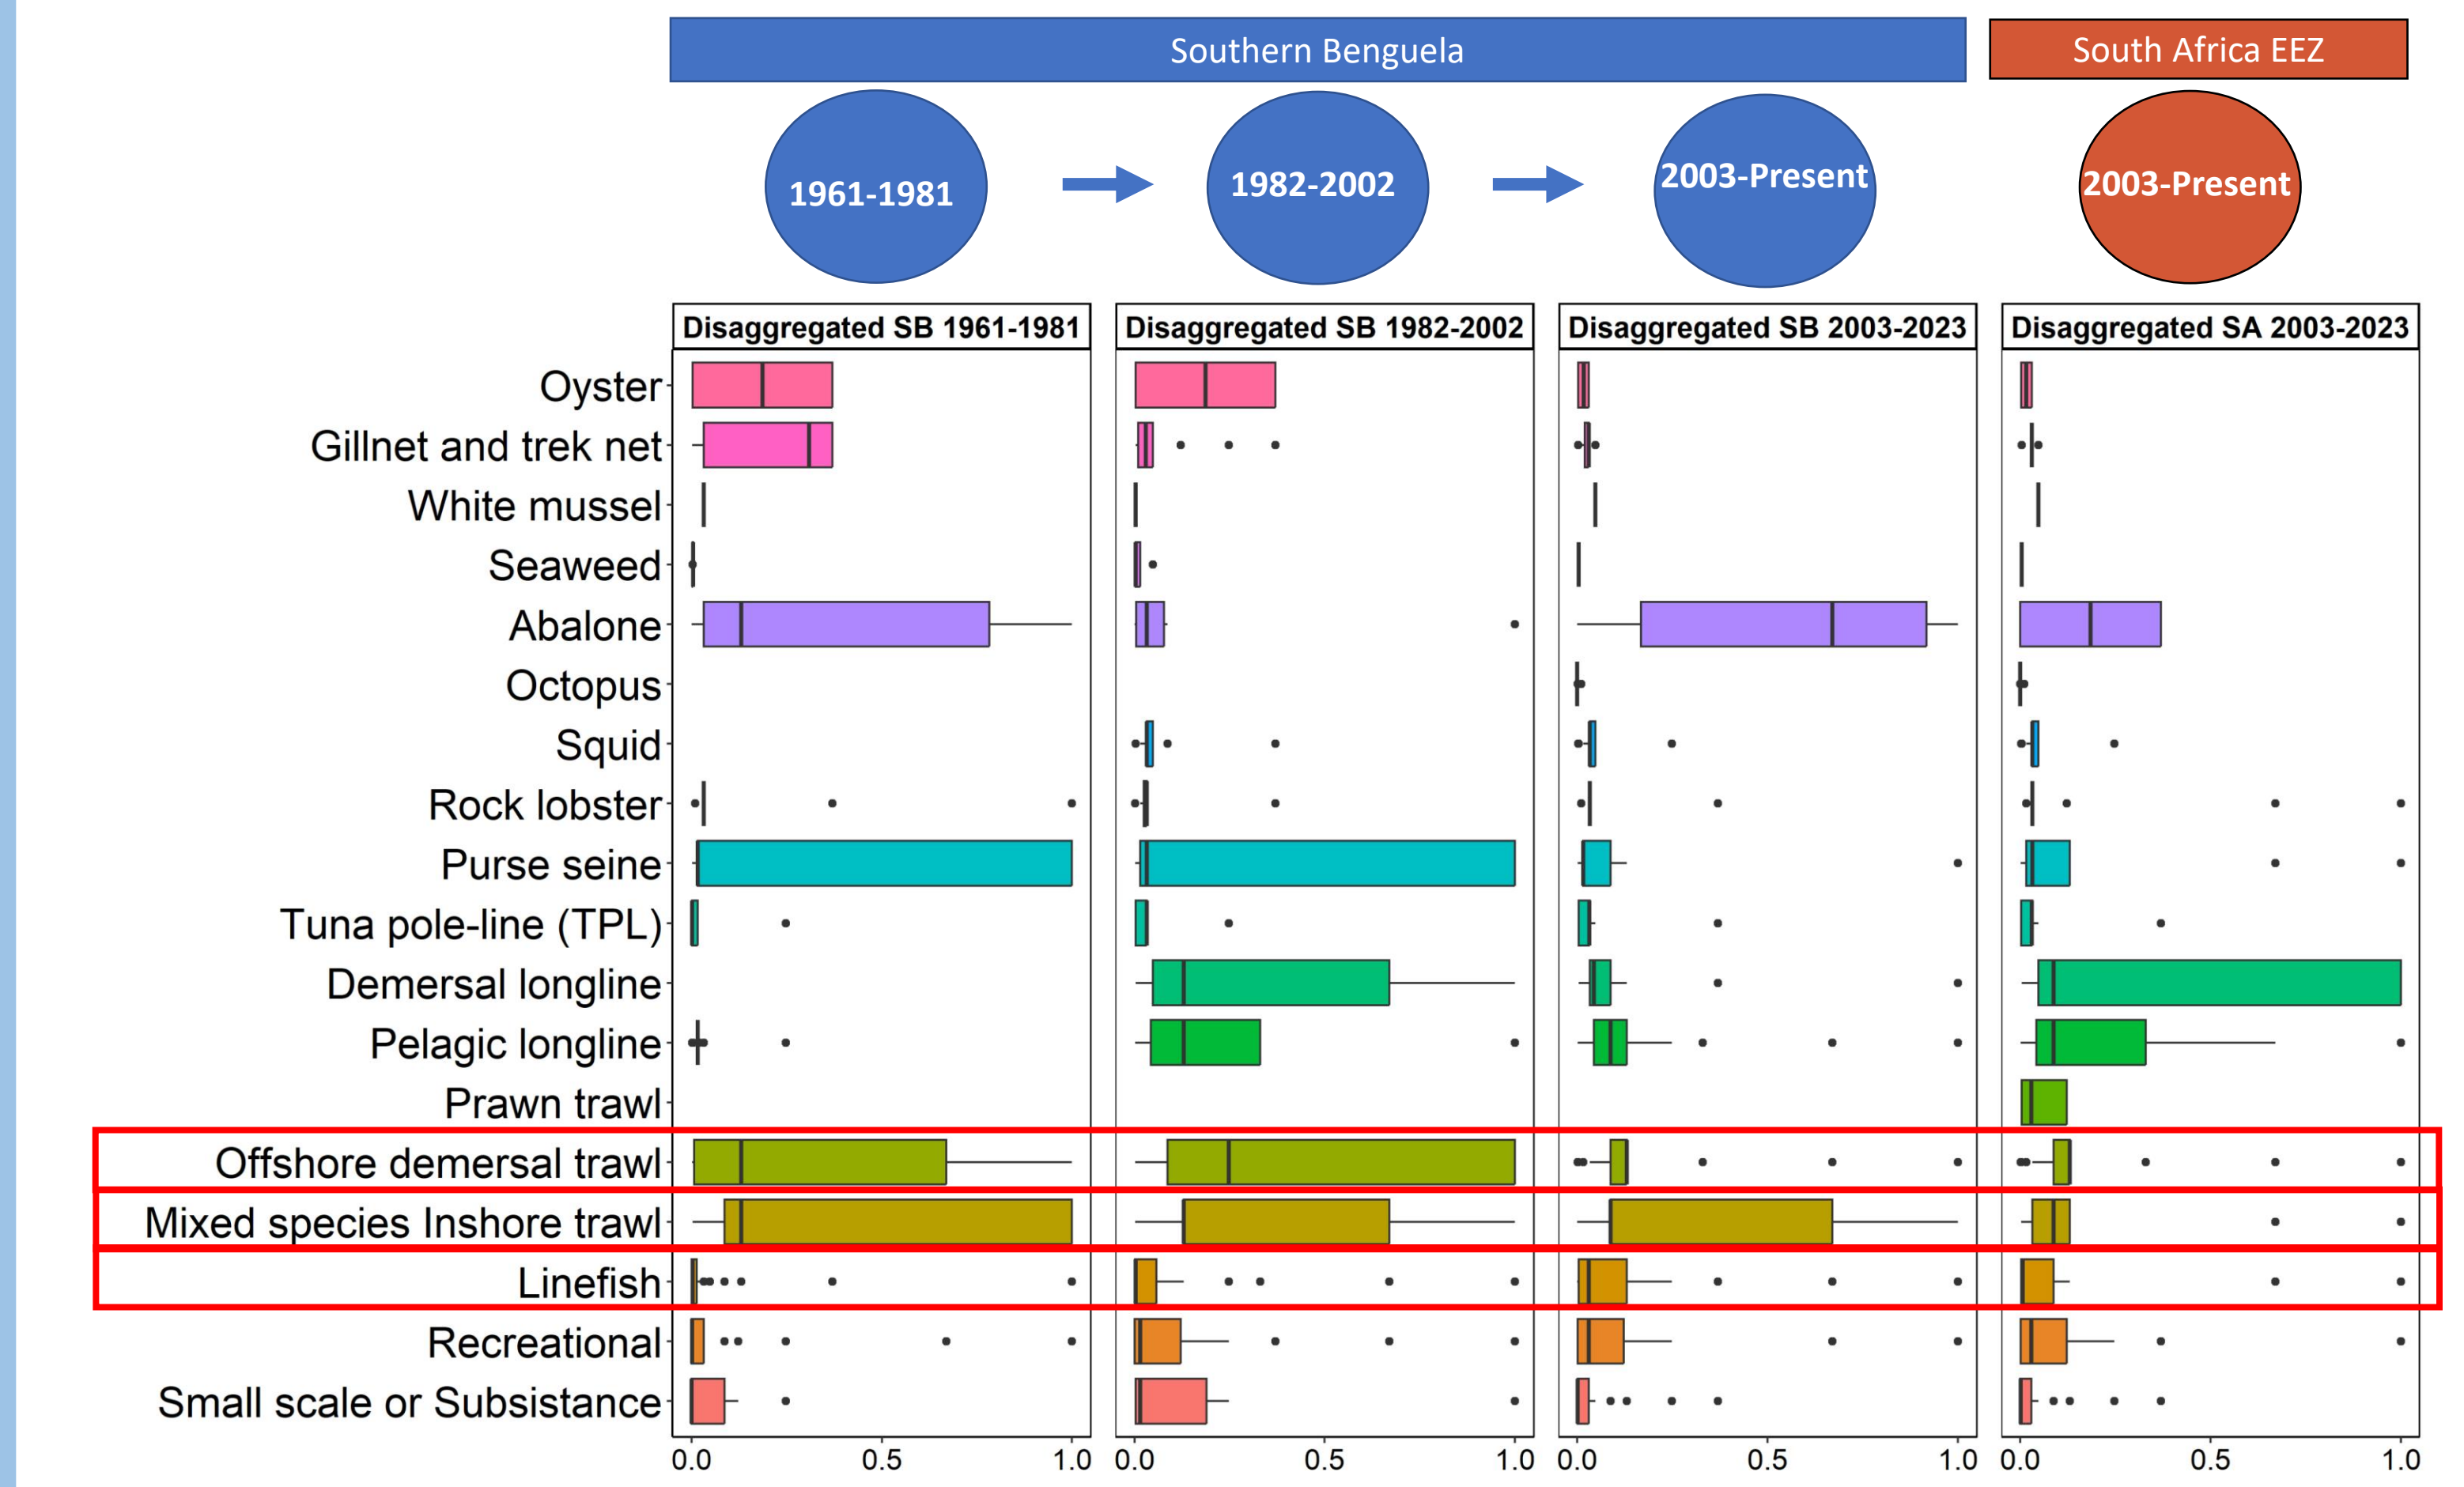 Southern Benguela
South Africa EEZ
1961-1981
1982-2002
2003-Present
2003-Present
Disaggregated SB 1961-1981
Disaggregated SB 1982-2002
Disaggregated SB 2003-2023
Disaggregated SA 2003-2023
Oyster
Gillnet and trek net
White mussel
Seaweed
Abalone
Octopus
Squid
Rock lobster
Purse seine
Tuna pole-line (TPL)
Demersal longline
Pelagic longline
Prawn trawl
Offshore demersal trawl
Mixed species Inshore trawl
Linefish
Recreational
Small scale or Subsistance
0.0 0.5 1.0 0.0 0.5 1.0 0.0 0.5 1.0 0.0 0.5 1.0